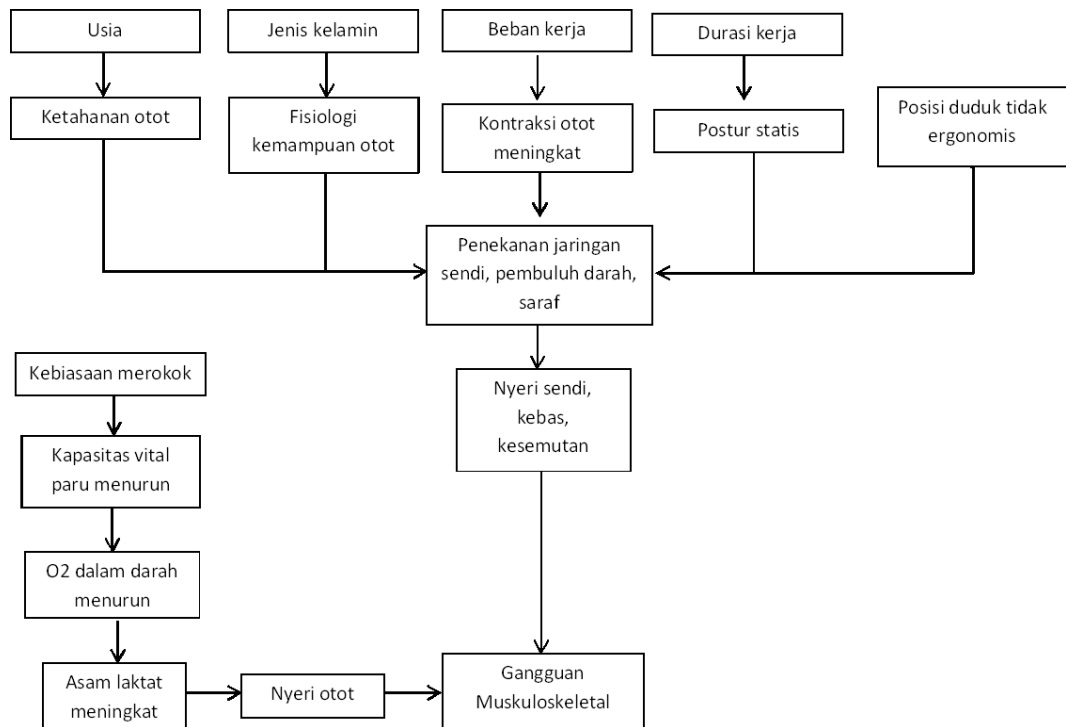 Usia
Jenis kelamin
Beban kerja
Durasi kerja
Ketahanan otot
Fisiologi
kemampuan otot
Kontraksi otot
meningkat
Postur statis
Posisi duduk tidak
ergonomis
Penekanan jaringan
sendi, pembuluh darah,
saraf
Kebiasaan merokok
Nyeri sendi,
kebas,
kesemutan
Kapasitas vital
paru menurun
O2 dalam darah
menurun
Asam laktat
meningkat
Nyeri otot
Gangguan
Muskuloskeletal